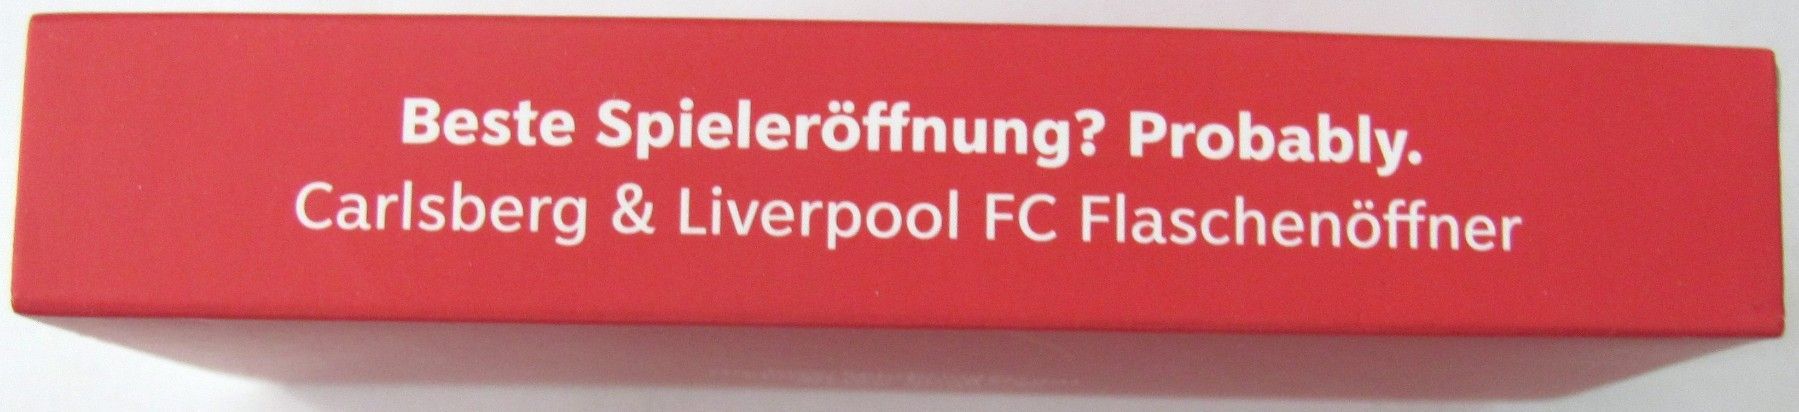 Beste Spieleröffnung? Probably.
Carlsberg & Liverpool FC Flaschenöffner